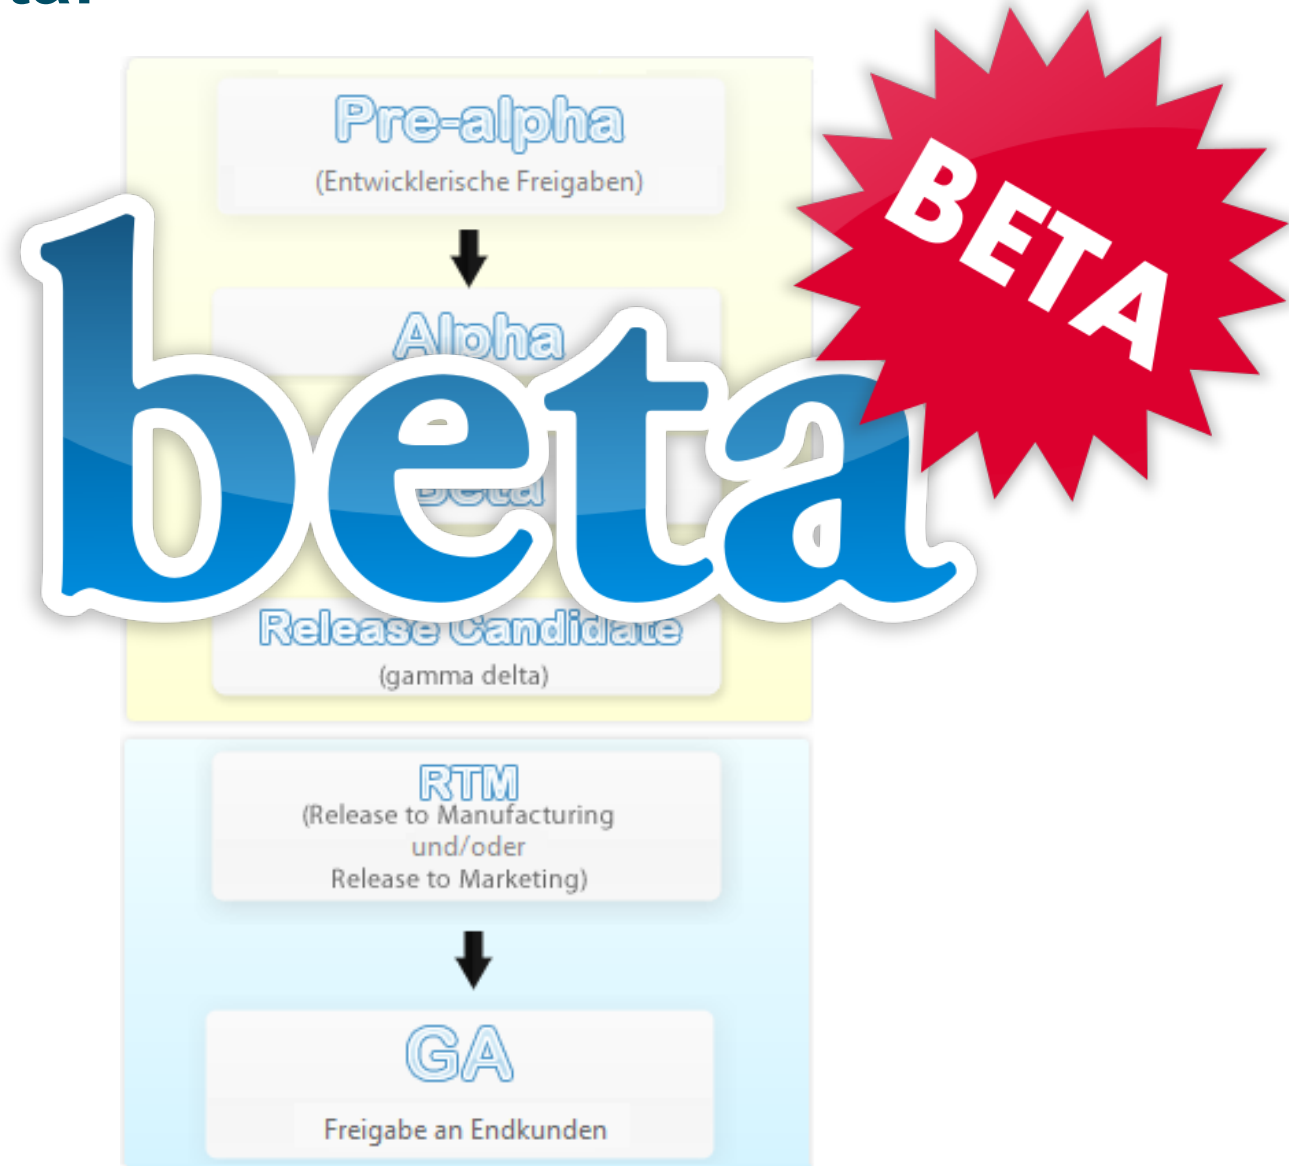 Pre-alpha
(Entwicklerische Freigaben)
BETA
Alpha
beta
Beta
Release Candidate
(gamma delta)
RTM
(Release to Manufacturing
und/oder
Release to Marketing)
GA
Freigabe an Endkunden